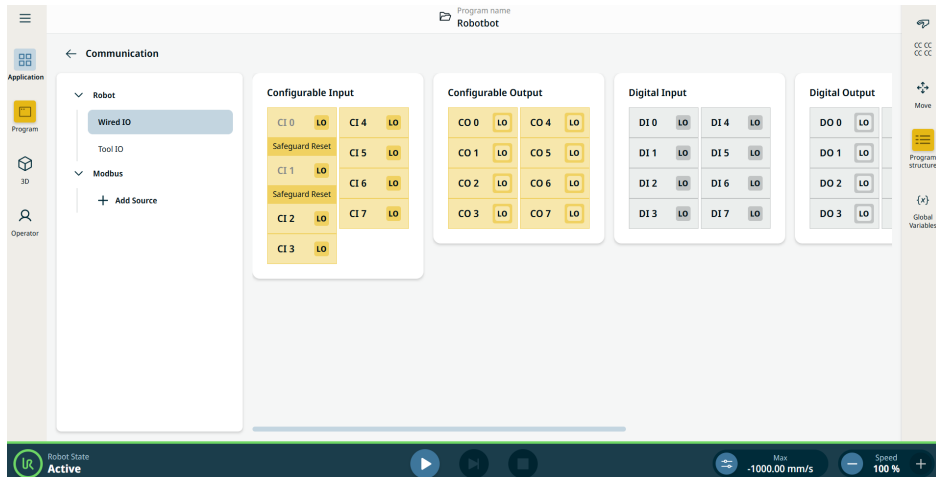 Program name
Robotbot
Application
Program
3D
Operator
Communication
Robot
Wired IO
Tool IO
Modbus
Add Source
Configurable Input
CI 0 LO CI 4 LO
Safeguard Reset
CI 5 LO
CI 1 LO
CI 6 LO
Safeguard Reset
CI 2 LO CI 7 LO
CI 3 LO
Configurable Output
CO 0 LO CO 4 LO
CO 1 LO CO 5 LO
CO 2 LO CO 6 LO
CO 3 LO CO 7 LO
Digital Input
DI 0 LO DI 4 LO
DI 1 LO DI 5 LO
DI 2 LO DI 6 LO
DI 3 LO DI 7 LO
Digital Output
DO 0 LO
DO 1 LO
DO 2 LO
DO 3 LO
CC CC
CC CC
Move
Program
structure
{x}
Global
Variables
UR
Robot State
Active
Max
-1000.00 mm/s
Speed
100 %